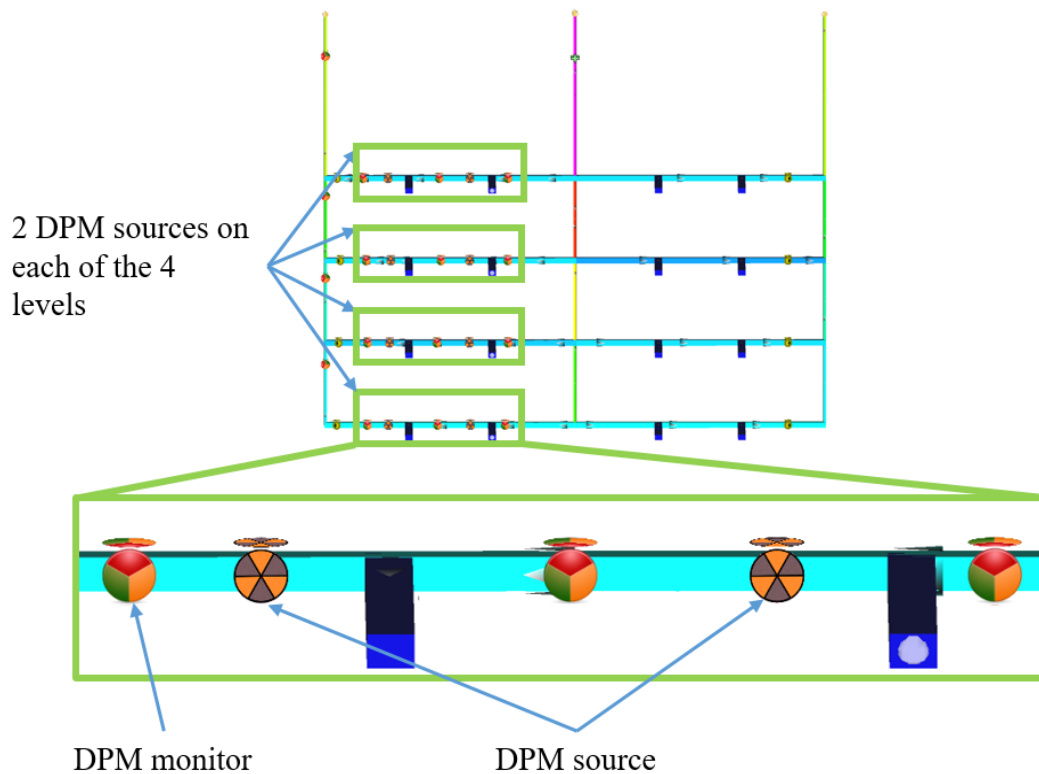 2 DPM sources on
each of the 4
levels
DPM monitor
DPM source